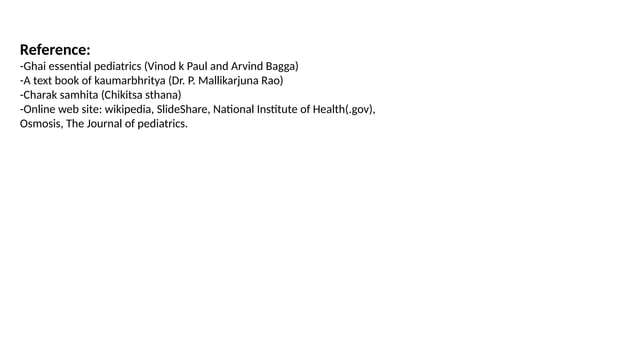 Reference:
-Ghai essential pediatrics (Vinod k Paul and Arvind Bagga)
-A text book of kaumarbhritya (Dr. P. Mallikarjuna Rao)
-Charak samhita (Chikitsa sthana)
-Online web site: wikipedia, SlideShare, National Institute of Health(.gov),
Osmosis, The Journal of pediatrics.